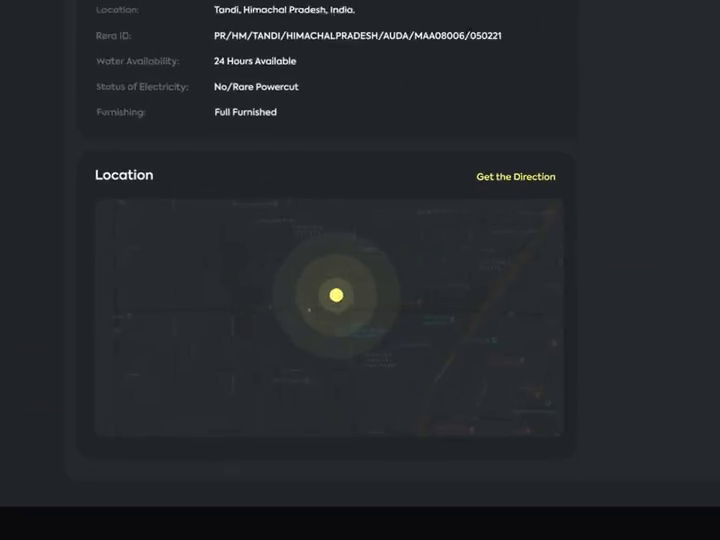 Location: Tandi, Himachal Pradesh, India.
Rera ID: PR/HM/TANDI/HIMACHALPRADESH/AUDA/MAA08006/050221
Water Availability: 24 Hours Available
Status of Electricity: No/Rare Powercut
Furnishing: Full Furnished
Location
Get the Direction